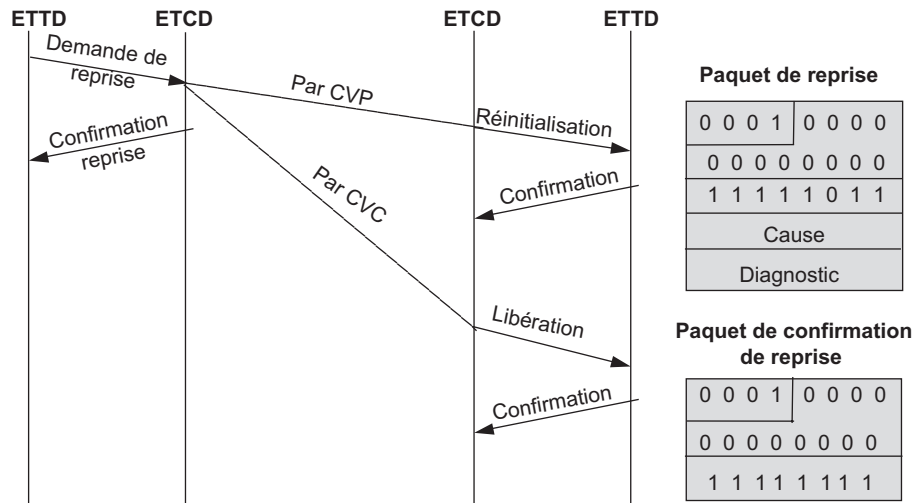 ETTD
ETCD
ETCD
ETTD
Demande de
reprise
Par CVP
Réinitialisation
Confirmation
reprise
Par CVC
Confirmation
Libération
Confirmation
Paquet de reprise
0 0 0 1 0 0 0 0
0 0 0 0 0 0 0 0
1 1 1 1 1 0 1 1
Cause
Diagnostic
Paquet de confirmation
de reprise
0 0 0 1 0 0 0 0
0 0 0 0 0 0 0 0
1 1 1 1 1 1 1